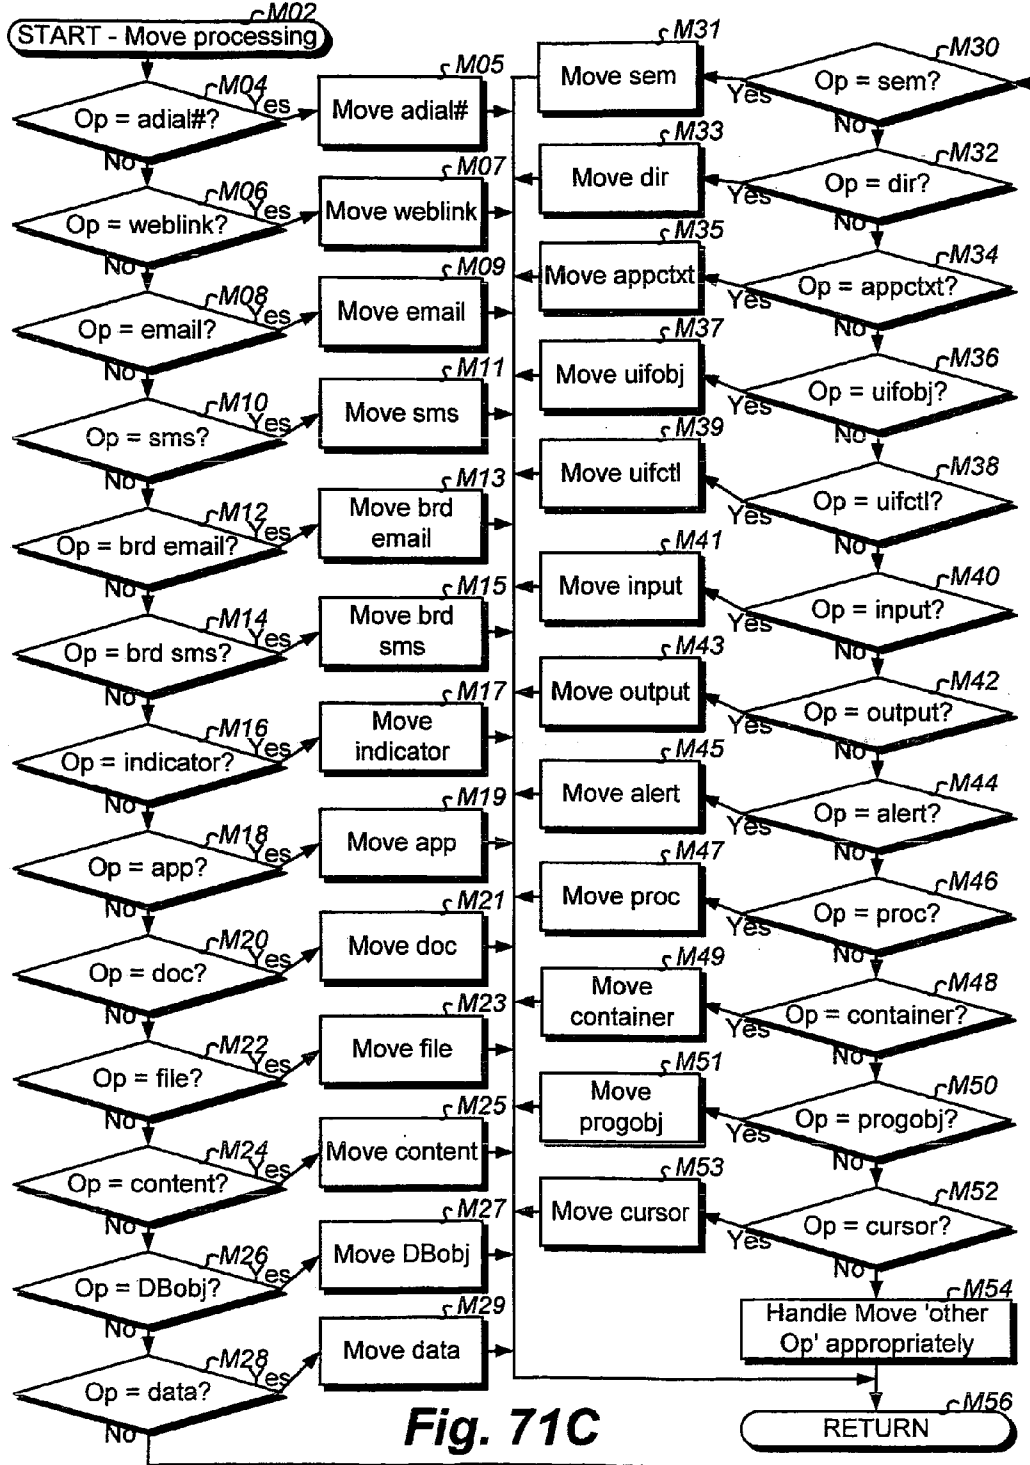 M02
START - Move processing
M04
Op = adial#?
Yes
No
M05
Move adial#
M06
Op = weblink?
Yes
No
M07
Move weblink
M08
Op = email?
Yes
No
M09
Move email
M10
Op = sms?
Yes
No
M11
Move sms
M12
Op = brd email?
Yes
No
M13
Move brd
email
M14
Op = brd sms?
Yes
No
M15
Move brd
sms
M16
Op = indicator?
Yes
No
M17
Move
indicator
M18
Op = app?
Yes
No
M19
Move app
M20
Op = doc?
Yes
No
M21
Move doc
M22
Op = file?
Yes
No
M23
Move file
M24
Op = content?
Yes
No
M25
Move content
M26
Op = DBobj?
Yes
No
M27
Move DBobj
M28
Op = data?
Yes
No
M29
Move data
M30
Op = sem?
Yes
No
M31
Move sem
M32
Op = dir?
Yes
No
M33
Move dir
M34
Op = appctxt?
Yes
No
M35
Move appctxt
M36
Op = uifobj?
Yes
No
M37
Move uifobj
M38
Op = uifctl?
Yes
No
M39
Move uifctl
M40
Op = input?
Yes
No
M41
Move input
M42
Op = output?
Yes
No
M43
Move output
M44
Op = alert?
Yes
No
M45
Move alert
M46
Op = proc?
Yes
No
M47
Move proc
M48
Op = container?
Yes
No
M49
Move
container
M50
Op = progobj?
Yes
No
M51
Move
progobj
M52
Op = cursor?
Yes
No
M53
Move cursor
M54
Handle Move 'other
Op' appropriately
M56
RETURN
Fig. 71C